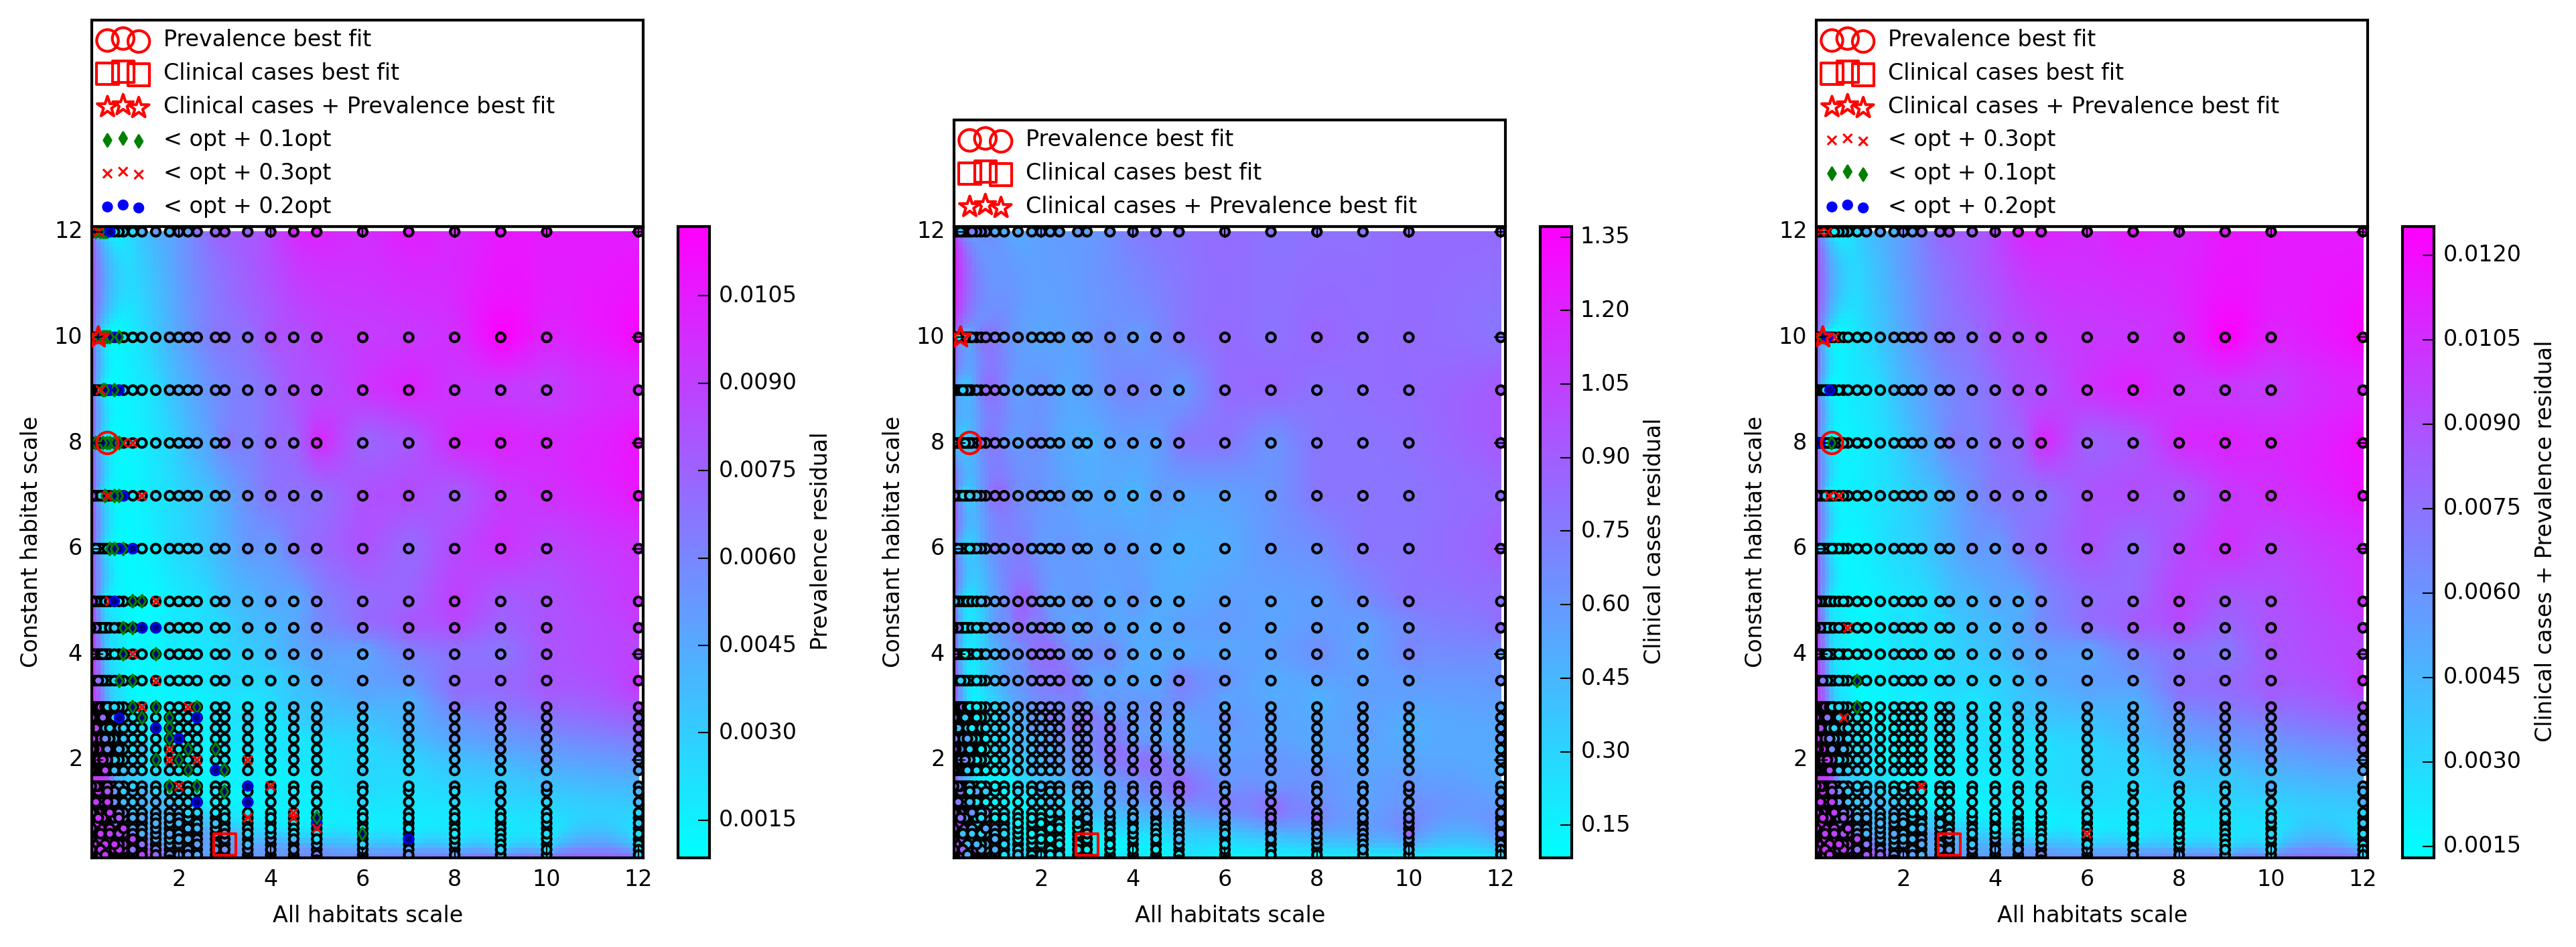 Prevalence best fit
Clinical cases best fit
Clinical cases + Prevalence best fit
< opt + 0.1opt
< opt + 0.3opt
< opt + 0.2opt
12
10
8
6
4
2
Constant habitat scale
2 4 6 8 10 12
All habitats scale
0.0105
0.0090
0.0075
0.0060
0.0045
0.0030
0.0015
Prevalence residual
Prevalence best fit
Clinical cases best fit
Clinical cases + Prevalence best fit
12
10
8
6
4
2
Constant habitat scale
2 4 6 8 10 12
All habitats scale
1.35
1.20
1.05
0.90
0.75
0.60
0.45
0.30
0.15
Clinical cases residual
Prevalence best fit
Clinical cases best fit
Clinical cases + Prevalence best fit
< opt + 0.3opt
< opt + 0.1opt
< opt + 0.2opt
12
10
8
6
4
2
Constant habitat scale
2 4 6 8 10 12
All habitats scale
0.0120
0.0105
0.0090
0.0075
0.0060
0.0045
0.0030
0.0015
Clinical cases + Prevalence residual